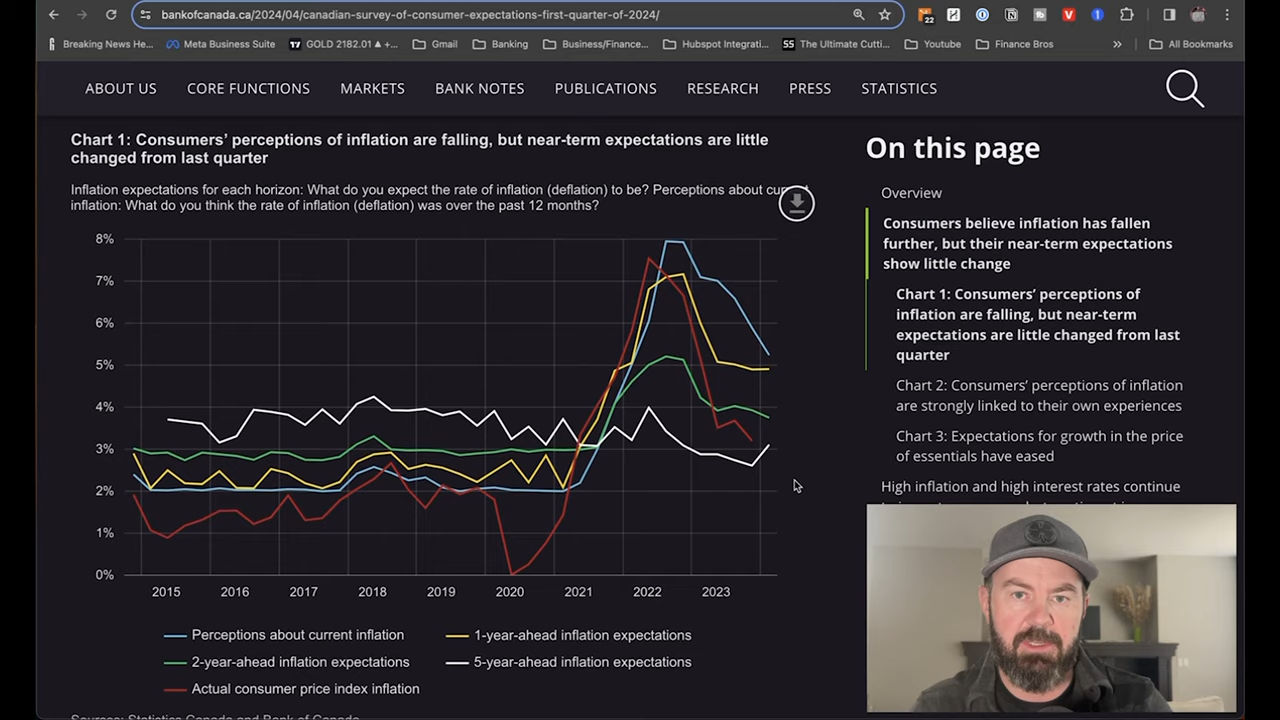 bankofcanada.ca/2024/04/canadian-survey-of-consumer-expectations-first-quarter-of-2024/
22
1
Breaking News He...
Meta Business Suite
17 GOLD 2182.01 ▲ +...
Gmail
Banking
Business/Finance...
Hubspot Integrati...
SS The Ultimate Cutti...
Youtube
Finance Bros
»
All Bookmarks
ABOUT US
CORE FUNCTIONS
MARKETS
BANK NOTES
PUBLICATIONS
RESEARCH
PRESS
STATISTICS
Chart 1: Consumers' perceptions of inflation are falling, but near-term expectations are little
changed from last quarter
Inflation expectations for each horizon: What do you expect the rate of inflation (deflation) to be? Perceptions about
inflation: What do you think the rate of inflation (deflation) was over the past 12 months?
8%
7%
6%
5%
4%
3%
2%
1%
0%
2015
2016
2017
2018
2019
2020
2021
2022
2023
Perceptions about current inflation
1-year-ahead inflation expectations
2-year-ahead inflation expectations
5-year-ahead inflation expectations
Actual consumer price index inflation
Sources: Statistics Canada and Bank of Canada
On this page
Overview
Consumers believe inflation has fallen
further, but their near-term expectations
show little change
Chart 1: Consumers' perceptions of
inflation are falling, but near-term
expectations are little changed from last
quarter
Chart 2: Consumers' perceptions of inflation
are strongly linked to their own experiences
Chart 3: Expectations for growth in the price
of essentials have eased
High inflation and high interest rates continue